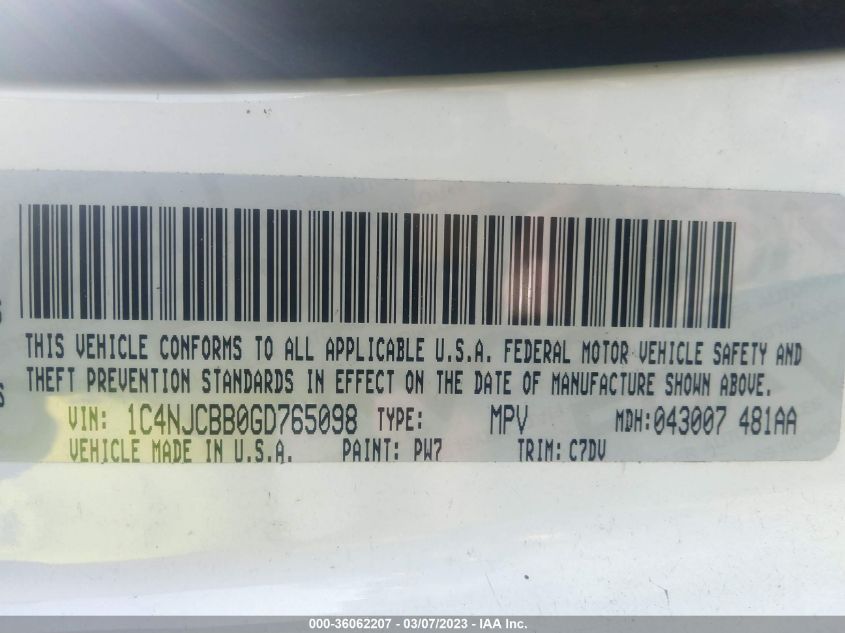 THIS VEHICLE CONFORMS TO ALL APPLICABLE U.S.A. FEDERAL MOTOR VEHICLE SAFETY AND
THEFT PREVENTION STANDARDS IN EFFECT ON THE DATE OF MANUFACTURE SHOWN ABOVE.
VIN: 1C4NJCBB0GD765098 TYPE: MPV MDH:043007 481AA
VEHICLE MADE IN U.S.A. PAINT: PW7 TRIM: C7DV
000-36062207 - 03/07/2023 - IAA Inc.